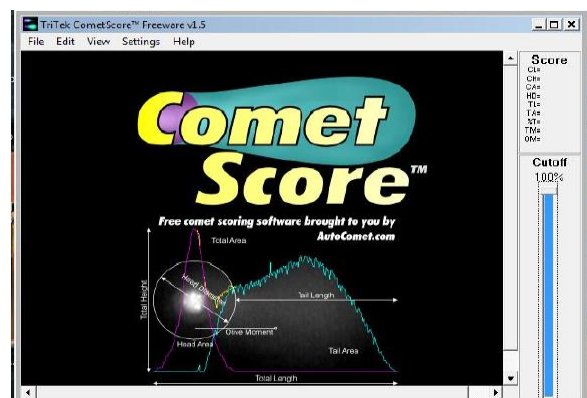 TriTek CometScore™ Freeware v1.5
File Edit View Settings Help
Comet
Score™
Free comet scoring software brought to you by
AutoComet.com
Total Area
Total Height
Head Diameter
Tail Length
Olive Moment
Head Area
Tail Area
Total Length
Score
CL=
CH=
CA=
HD=
TL=
TA=
%T=
TM=
OM=
Cutoff
100%